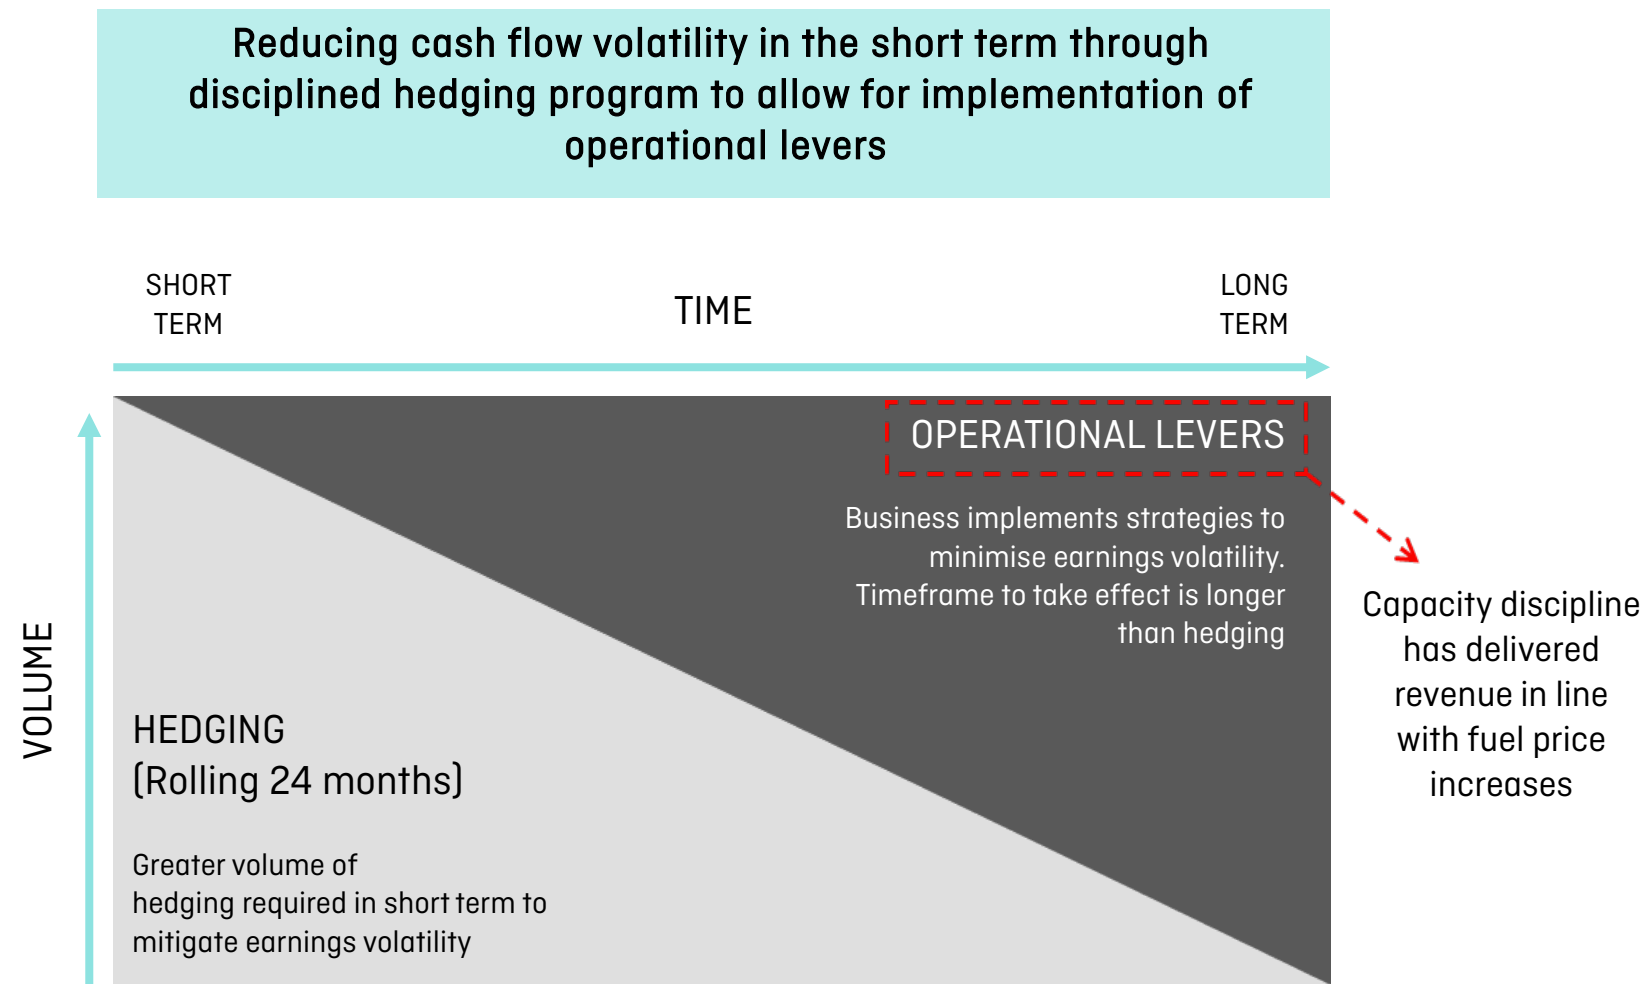 Reducing cash flow volatility in the short term through
disciplined hedging program to allow for implementation of
operational levers
SHORT
TERM
TIME
LONG
TERM
VOLUME
OPERATIONAL LEVERS
Business implements strategies to
minimise earnings volatility.
Timeframe to take effect is longer
than hedging
Capacity discipline
has delivered
revenue in line
with fuel price
increases
HEDGING
(Rolling 24 months)
Greater volume of
hedging required in short term to
mitigate earnings volatility